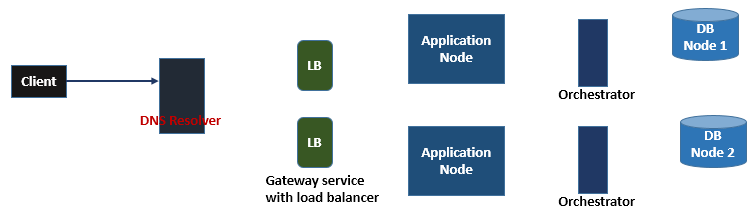 Client
DNS Resolver
LB
LB
Gateway service
with load balancer
Application
Node
Application
Node
Orchestrator
Orchestrator
DB
Node 1
DB
Node 2